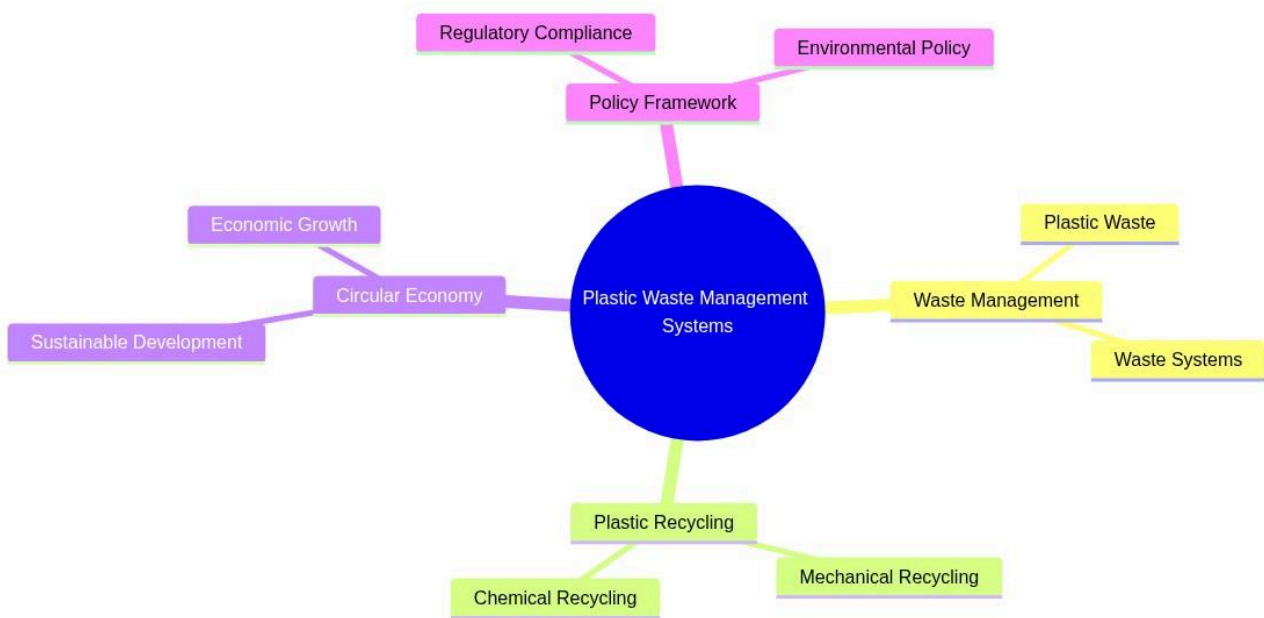 Regulatory Compliance
Environmental Policy
Policy Framework
Economic Growth
Plastic Waste
Circular Economy
Plastic Waste Management
Systems
Waste Management
Sustainable Development
Waste Systems
Plastic Recycling
Mechanical Recycling
Chemical Recycling